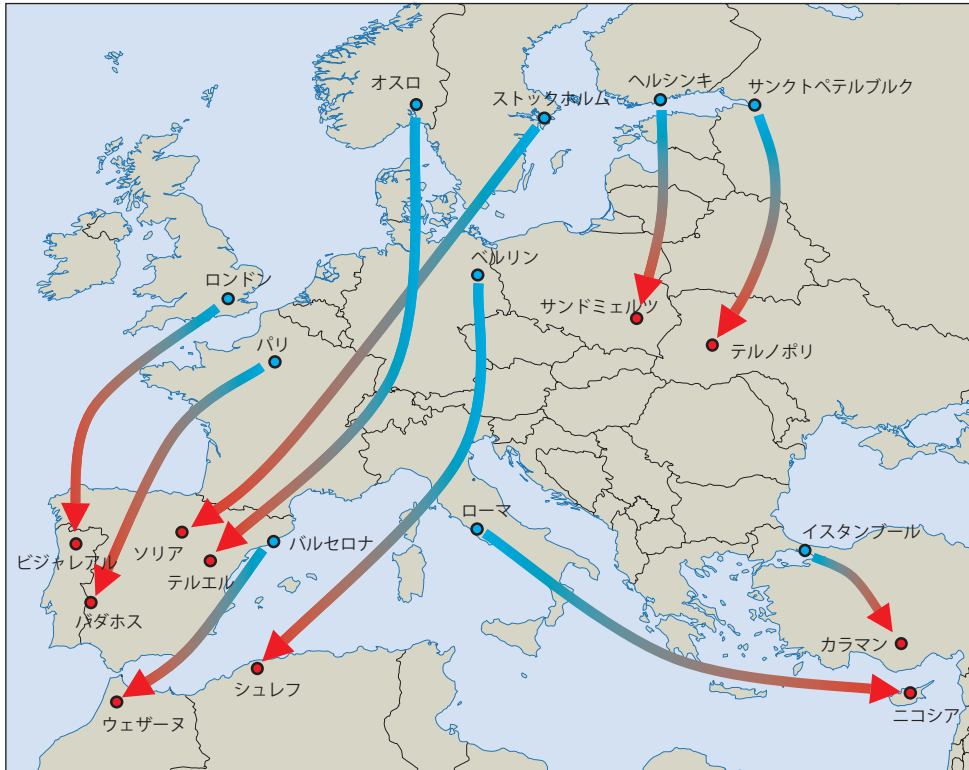 オスロ
ストックホルム
ヘルシンキ
サンクトペテルブルク
ベルリン
ロンドン
サンドミェルツ
パリ
テルノポリ
ローマ
イスタンブール
バルセロナ
ソリア
ビジャレアル
テルエル
バダホス
カラマン
シュレフ
ウェザーヌ
ニコシア